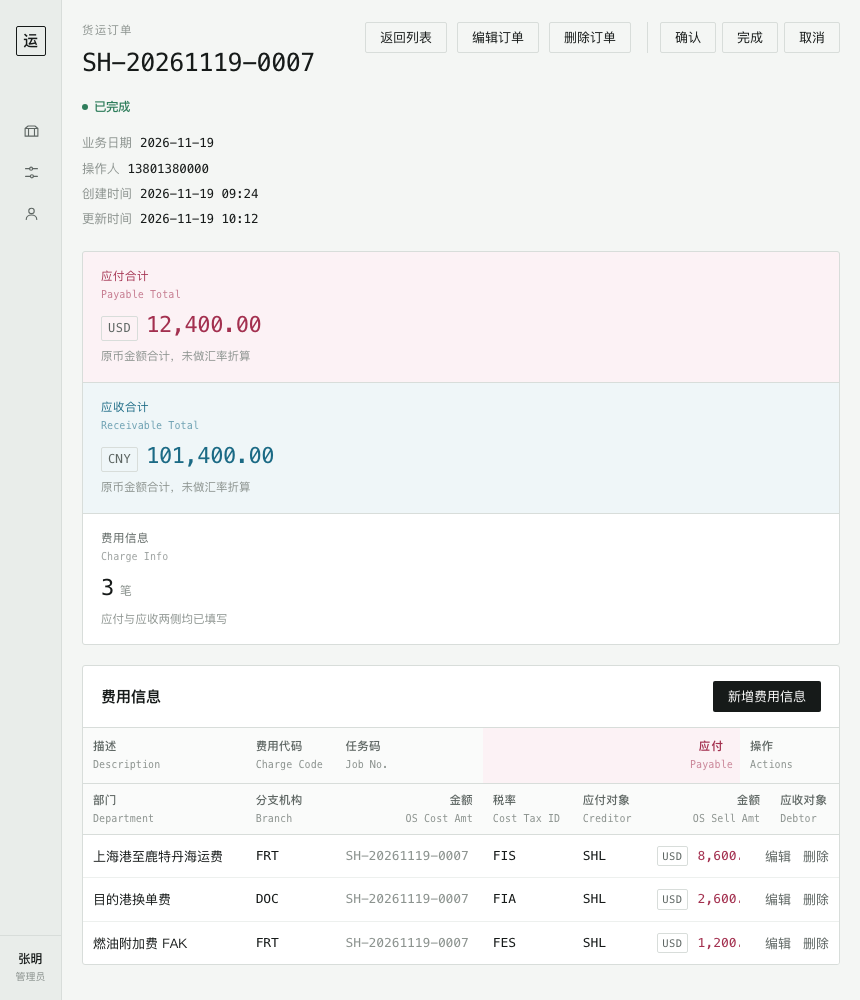 运
货运订单
SH-20261119-0007
返回列表 编辑订单 删除订单 确认 完成 取消
已完成
业务日期 2026-11-19
操作人 13801380000
创建时间 2026-11-19 09:24
更新时间 2026-11-19 10:12
应付合计
Payable Total
USD 12,400.00
原币金额合计，未做汇率折算
应收合计
Receivable Total
CNY 101,400.00
原币金额合计，未做汇率折算
费用信息
Charge Info
3 笔
应付与应收两侧均已填写
费用信息 新增费用信息
描述 费用代码 任务码 应付 操作
Description Charge Code Job No. Payable Actions
部门 分支机构 金额 税率 应付对象 金额 应收对象
Department Branch OS Cost Amt Cost Tax ID Creditor OS Sell Amt Debtor
上海港至鹿特丹海运费 FRT SH-20261119-0007 FIS SHL USD 8,600. 编辑 删除
目的港换单费 DOC SH-20261119-0007 FIA SHL USD 2,600. 编辑 删除
燃油附加费 FAK FRT SH-20261119-0007 FES SHL USD 1,200. 编辑 删除
张明
管理员